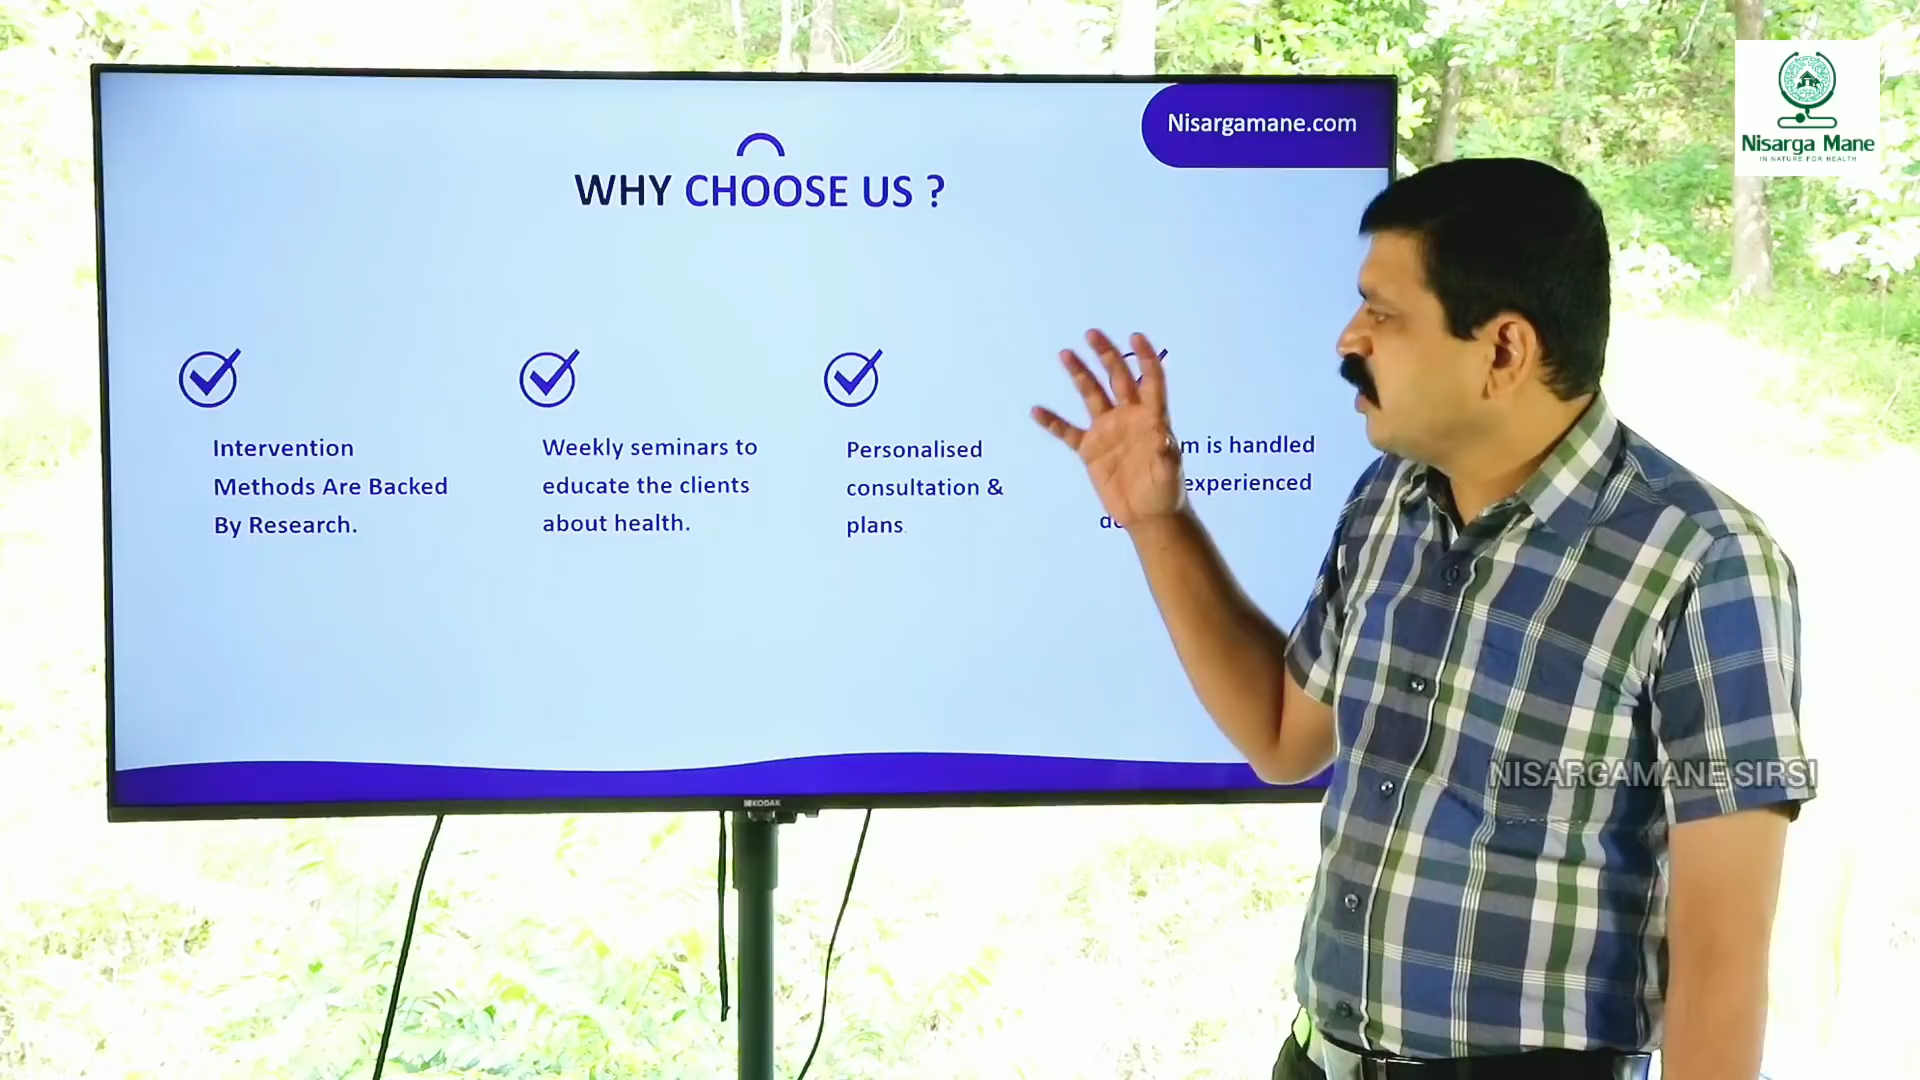 Nisargamane.com
Nisarga Mane
IN NATURE FOR HEALTH
WHY CHOOSE US ?
Intervention
Methods Are Backed
By Research.
Weekly seminars to
educate the clients
about health.
Personalised
consultation &
plans.
is handled
experienced
NISARGAMANE SIRSI
KODAK